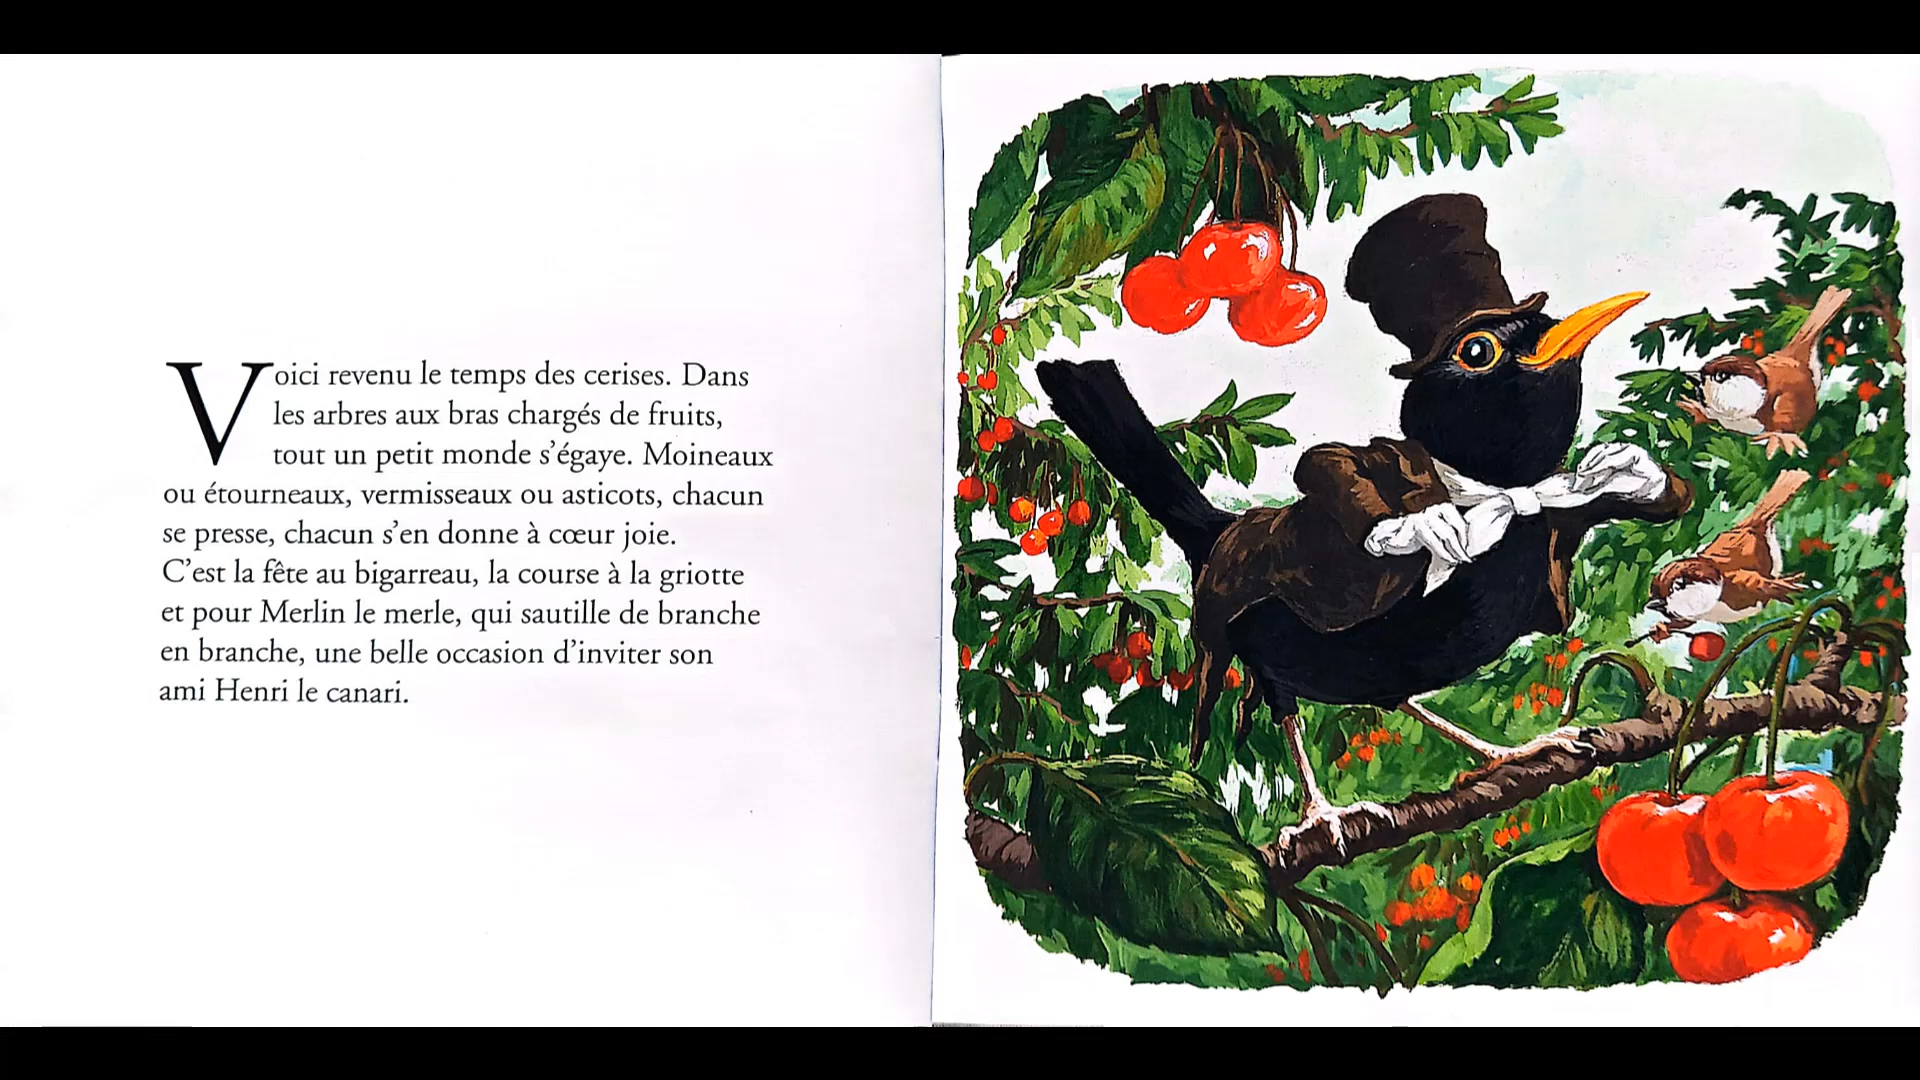 Voici revenu le temps des cerises. Dans
les arbres aux bras chargés de fruits,
tout un petit monde s’égaye. Moineaux
ou étourneaux, vermisseaux ou asticots, chacun
se presse, chacun s’en donne à cœur joie.
C’est la fête au bigarreau, la course à la griotte
et pour Merlin le merle, qui sautille de branche
en branche, une belle occasion d’inviter son
ami Henri le canari.